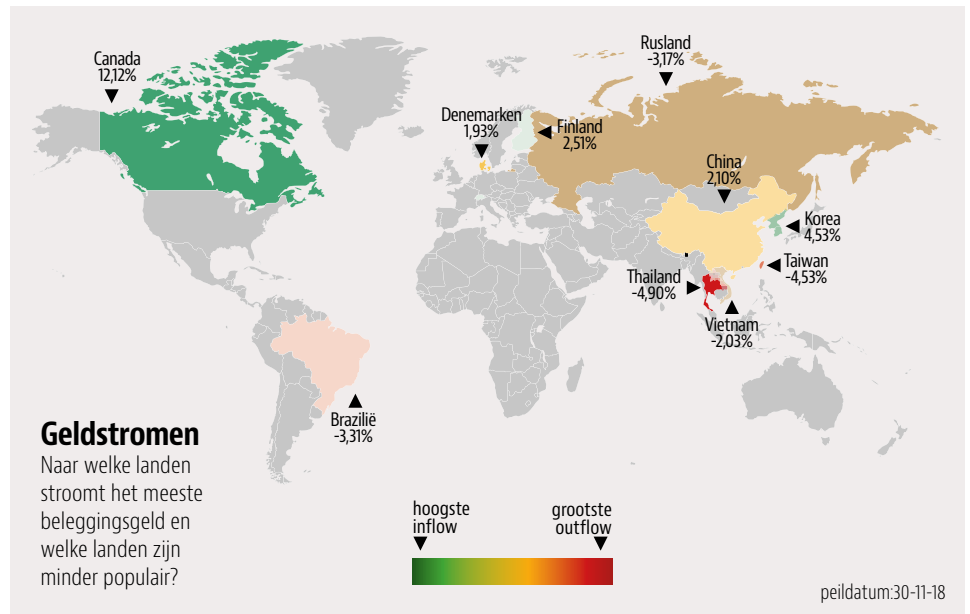 Canada
12,12%
Rusland
-3,17%
Denemarken
1,93%
Finland
2,51%
China
2,10%
Korea
4,53%
Taiwan
-4,53%
Thailand
-4,90%
Vietnam
-2,03%
Brazilië
-3,31%
Geldstromen
Naar welke landen
stroomt het meeste
beleggingsgeld en
welke landen zijn
minder populair?
hoogste
inflow
grootste
outflow
peildatum:30-11-18